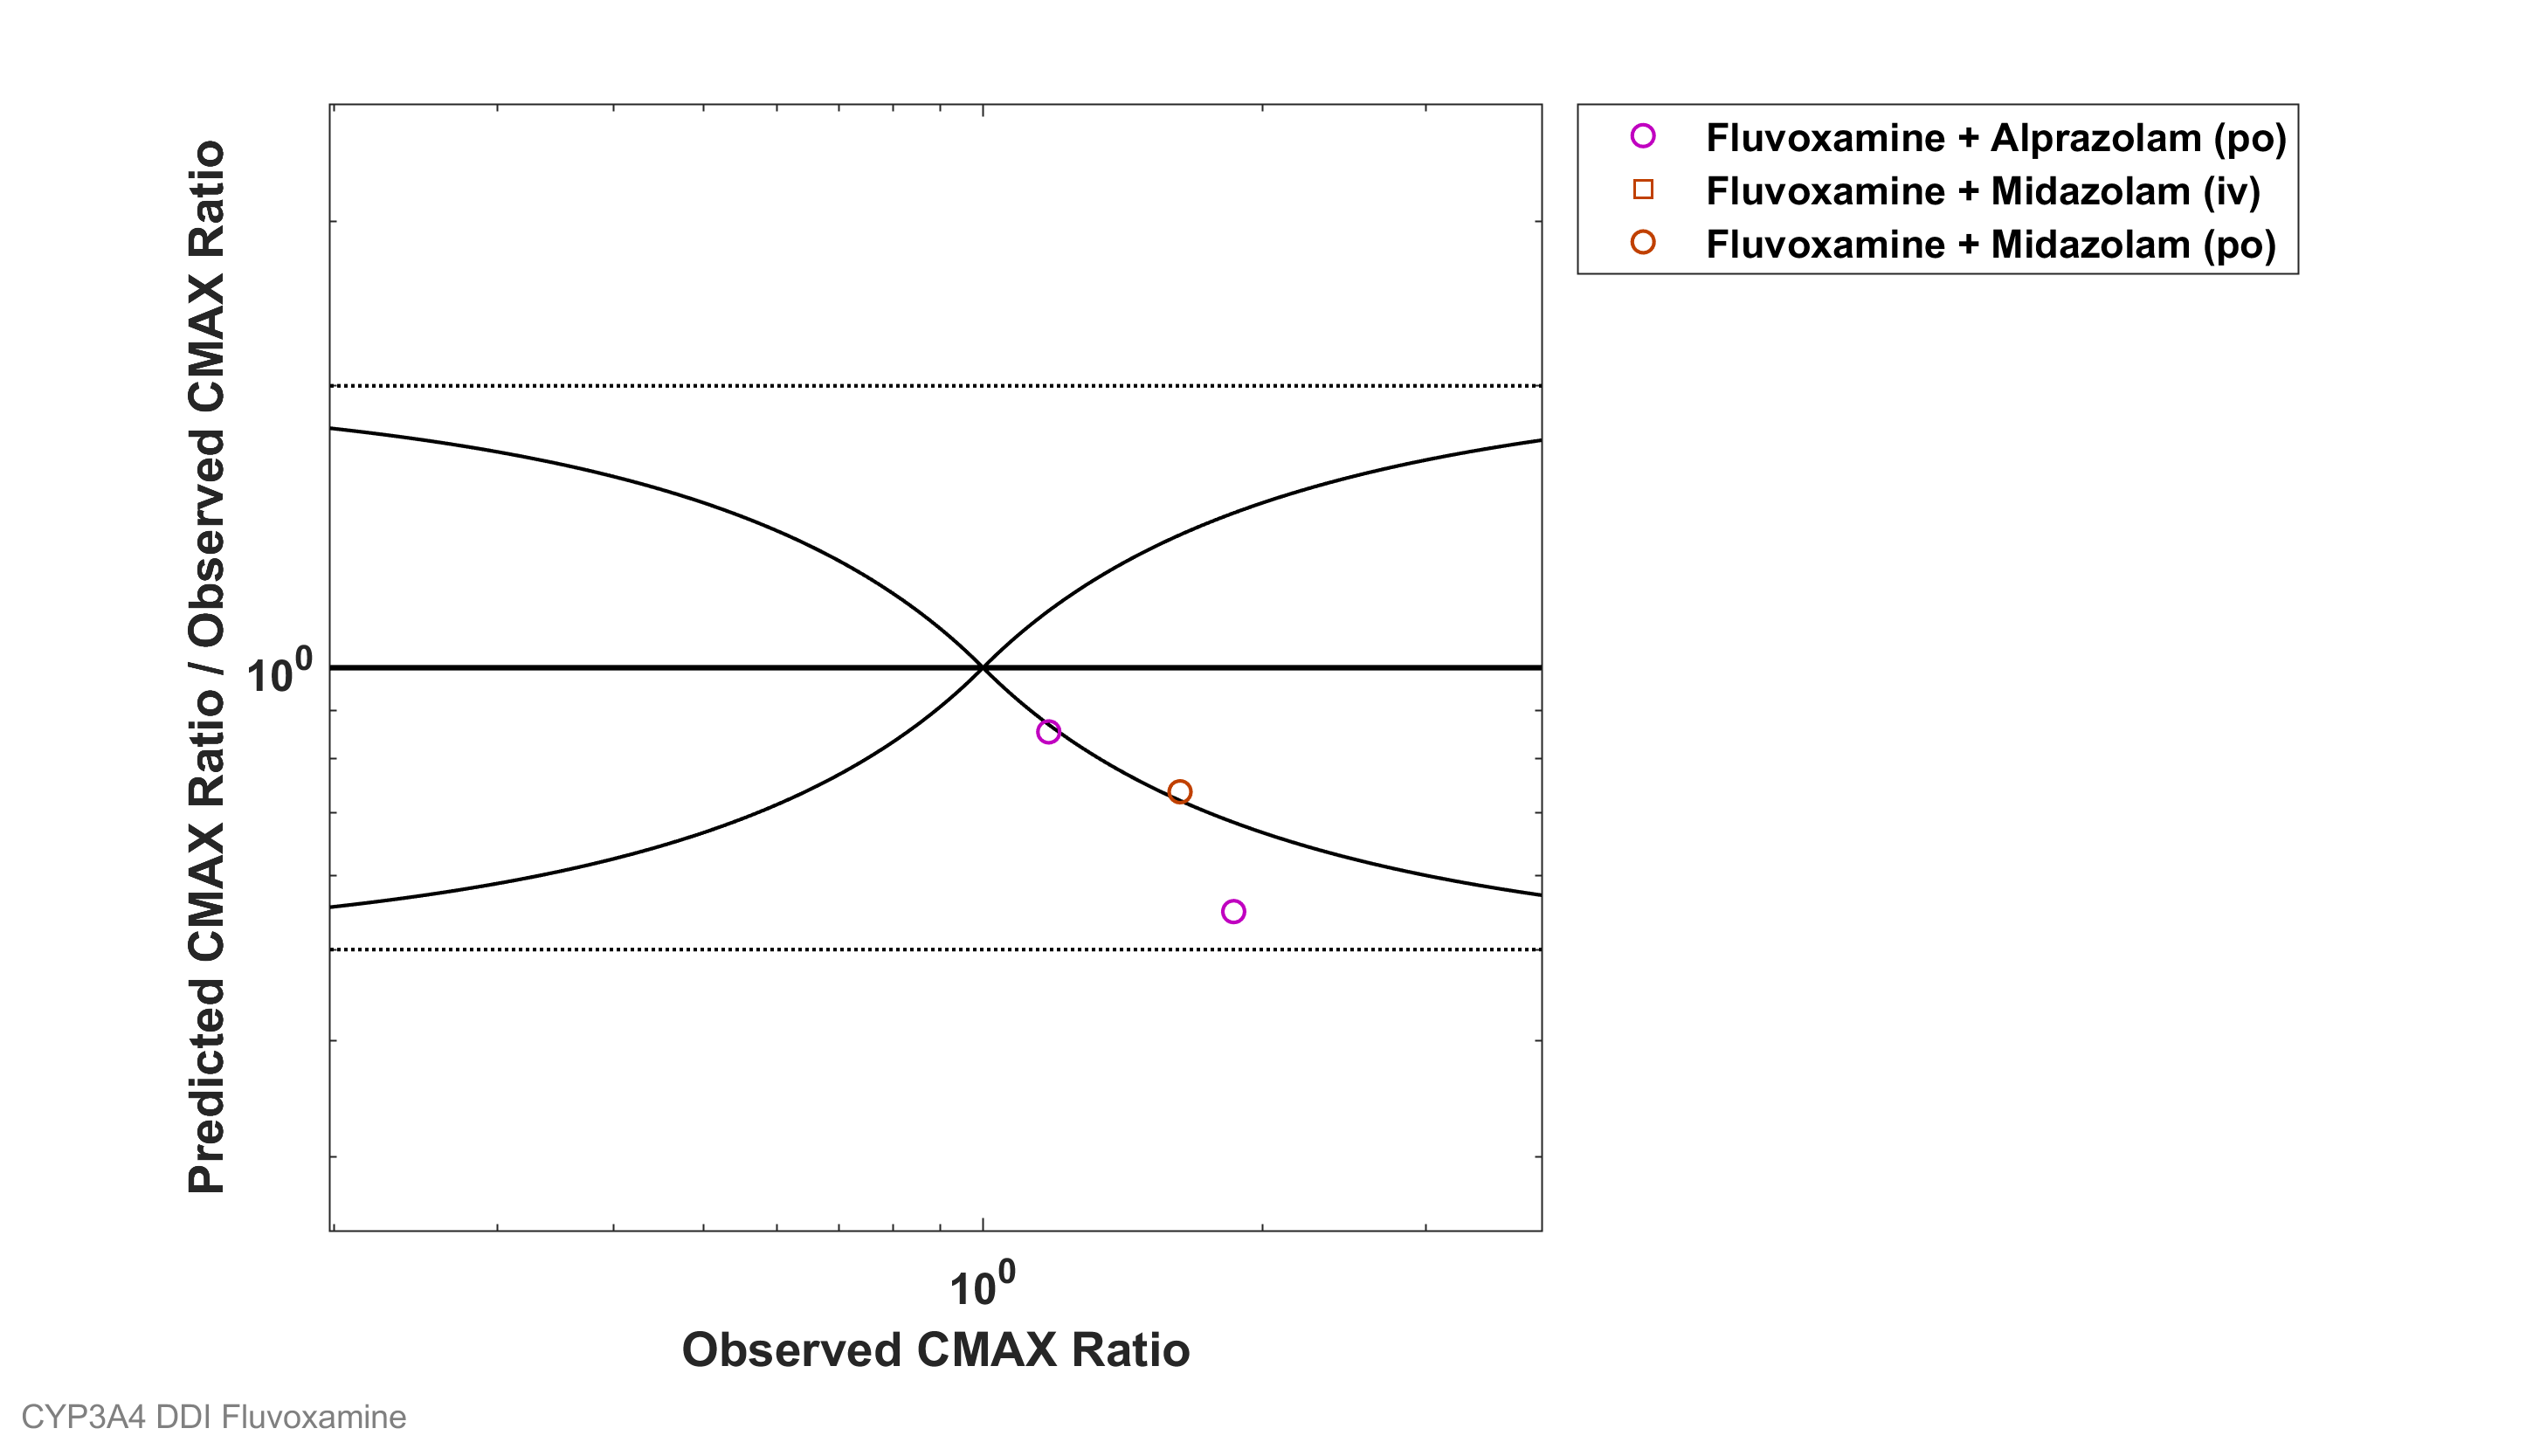 Fluvoxamine + Alprazolam (po)
Fluvoxamine + Midazolam (iv)
Fluvoxamine + Midazolam (po)
Predicted CMAX Ratio / Observed CMAX Ratio
10⁰
10⁰
Observed CMAX Ratio
CYP3A4 DDI Fluvoxamine